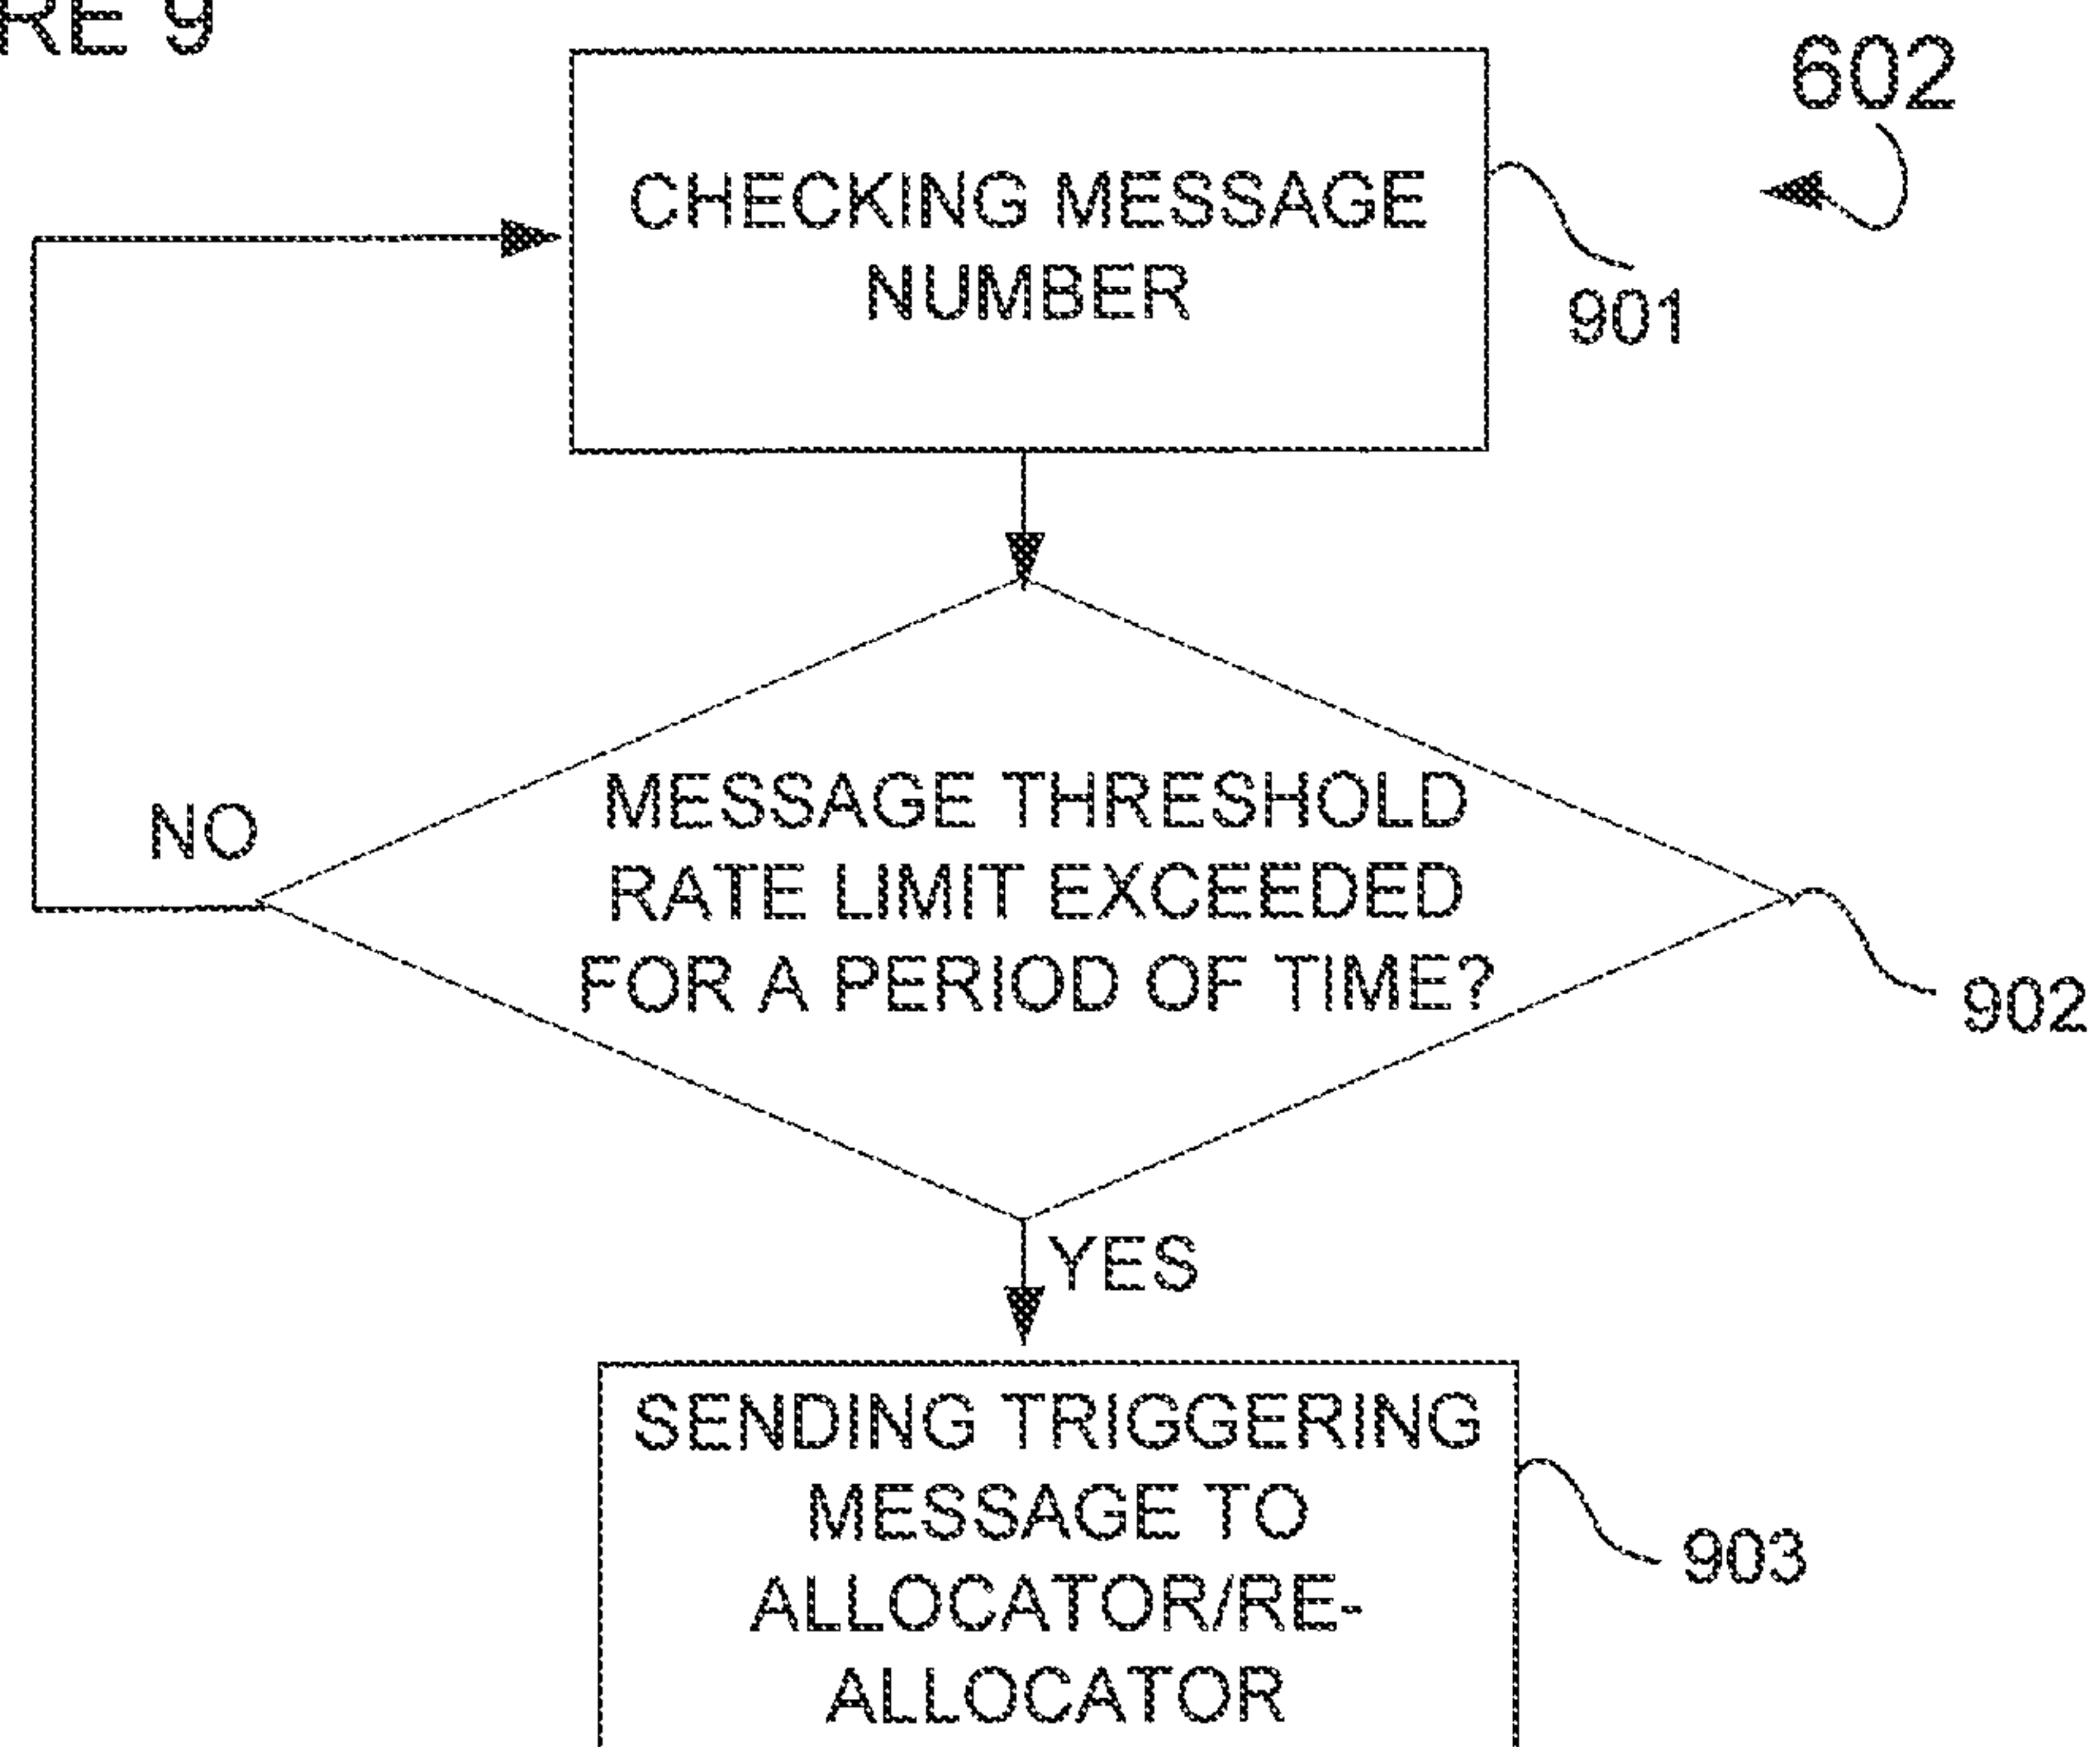 RE 9
602
CHECKING MESSAGE
NUMBER
901
NO
MESSAGE THRESHOLD
RATE LIMIT EXCEEDED
FOR A PERIOD OF TIME?
902
YES
SENDING TRIGGERING
MESSAGE TO
ALLOCATOR/RE-
ALLOCATOR
903